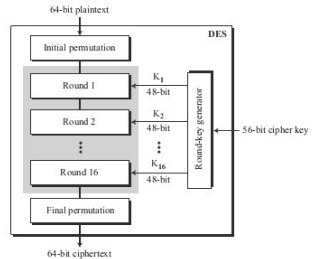 64-bit plaintext
DES
Initial permutation
Round 1
K1
48-bit
Round 2
K2
48-bit
Round-key generator
56-bit cipher key
Round 16
K16
48-bit
Final permutation
64-bit ciphertext